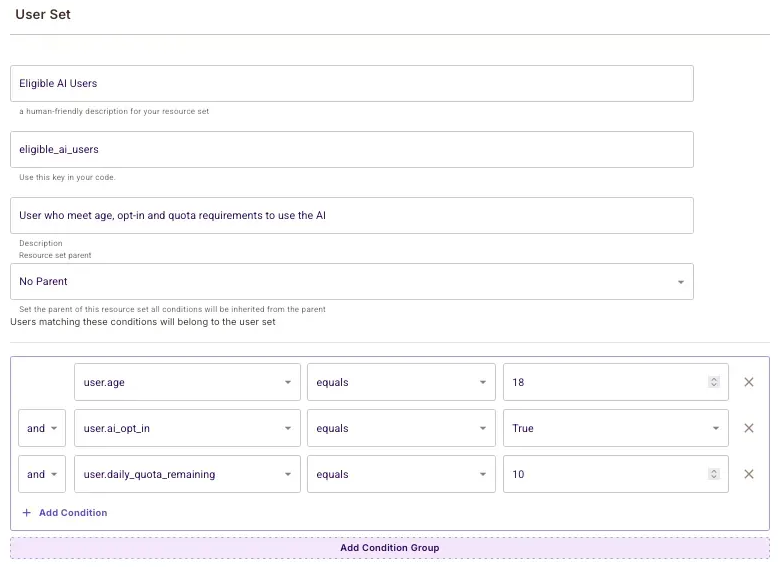 User Set
Eligible AI Users
a human-friendly description for your resource set
eligible_ai_users
Use this key in your code.
User who meet age, opt-in and quota requirements to use the AI
Description
Resource set parent
No Parent
Set the parent of this resource set all conditions will be inherited from the parent
Users matching these conditions will belong to the user set
user.age equals 18
and user.ai_opt_in equals True
and user.daily_quota_remaining equals 10
+ Add Condition
Add Condition Group